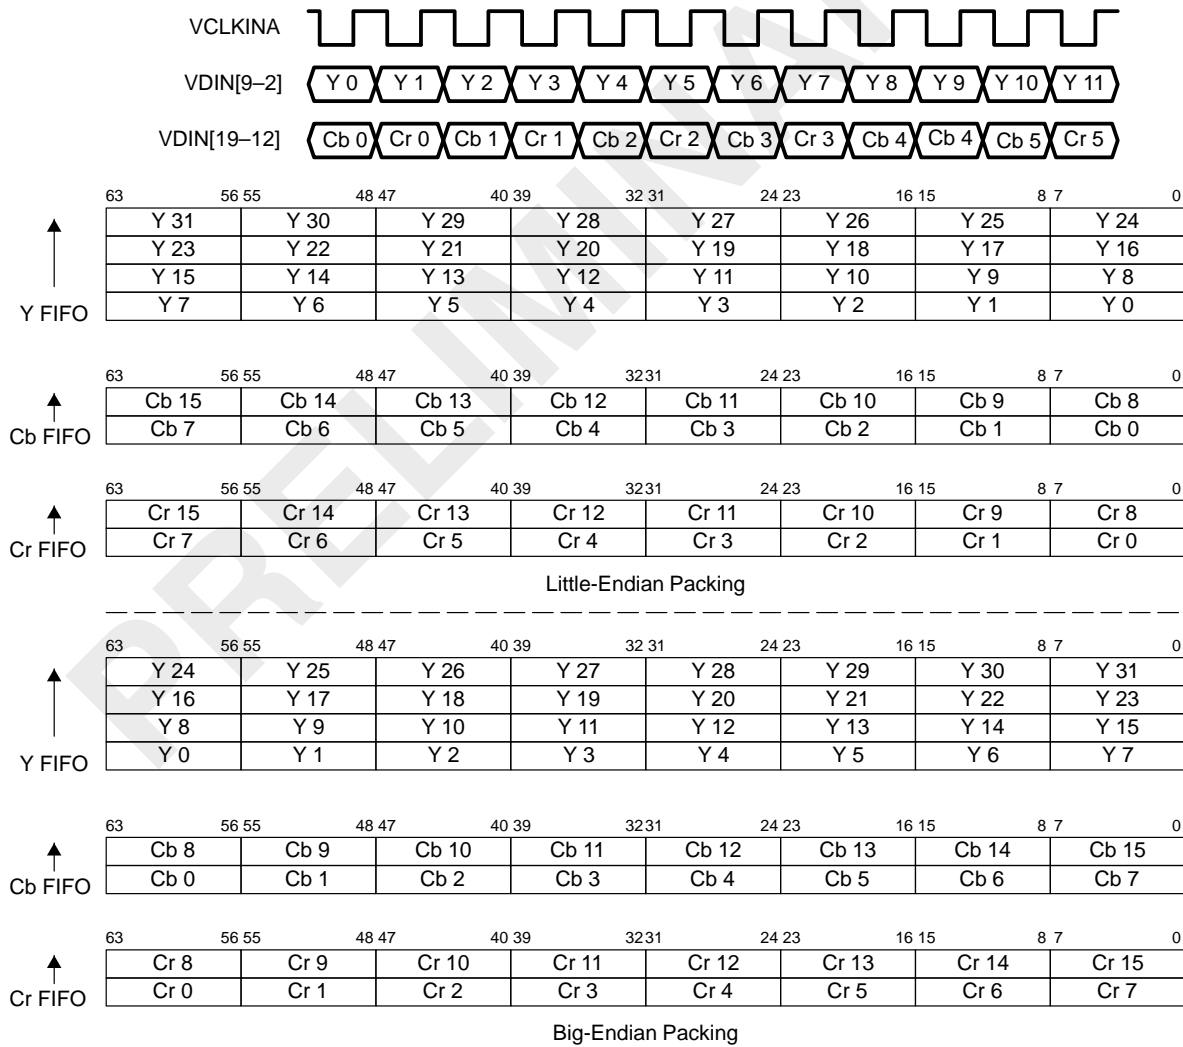 VCLKINA
VDIN[9–2] Y 0 Y 1 Y 2 Y 3 Y 4 Y 5 Y 6 Y 7 Y 8 Y 9 Y 10 Y 11
VDIN[19–12] Cb 0 Cr 0 Cb 1 Cr 1 Cb 2 Cr 2 Cb 3 Cr 3 Cb 4 Cb 4 Cb 5 Cr 5
63 56 55 48 47 40 39 32 31 24 23 16 15 8 7 0
Y 31 Y 30 Y 29 Y 28 Y 27 Y 26 Y 25 Y 24
Y 23 Y 22 Y 21 Y 20 Y 19 Y 18 Y 17 Y 16
Y 15 Y 14 Y 13 Y 12 Y 11 Y 10 Y 9 Y 8
Y FIFO Y 7 Y 6 Y 5 Y 4 Y 3 Y 2 Y 1 Y 0
63 56 55 48 47 40 39 32 31 24 23 16 15 8 7 0
Cb 15 Cb 14 Cb 13 Cb 12 Cb 11 Cb 10 Cb 9 Cb 8
Cb FIFO Cb 7 Cb 6 Cb 5 Cb 4 Cb 3 Cb 2 Cb 1 Cb 0
63 56 55 48 47 40 39 32 31 24 23 16 15 8 7 0
Cr 15 Cr 14 Cr 13 Cr 12 Cr 11 Cr 10 Cr 9 Cr 8
Cr FIFO Cr 7 Cr 6 Cr 5 Cr 4 Cr 3 Cr 2 Cr 1 Cr 0
Little-Endian Packing
63 56 55 48 47 40 39 32 31 24 23 16 15 8 7 0
Y 24 Y 25 Y 26 Y 27 Y 28 Y 29 Y 30 Y 31
Y 16 Y 17 Y 18 Y 19 Y 20 Y 21 Y 22 Y 23
Y 8 Y 9 Y 10 Y 11 Y 12 Y 13 Y 14 Y 15
Y FIFO Y 0 Y 1 Y 2 Y 3 Y 4 Y 5 Y 6 Y 7
63 56 55 48 47 40 39 32 31 24 23 16 15 8 7 0
Cb 8 Cb 9 Cb 10 Cb 11 Cb 12 Cb 13 Cb 14 Cb 15
Cb FIFO Cb 0 Cb 1 Cb 2 Cb 3 Cb 4 Cb 5 Cb 6 Cb 7
63 56 55 48 47 40 39 32 31 24 23 16 15 8 7 0
Cr 8 Cr 9 Cr 10 Cr 11 Cr 12 Cr 13 Cr 14 Cr 15
Cr FIFO Cr 0 Cr 1 Cr 2 Cr 3 Cr 4 Cr 5 Cr 6 Cr 7
Big-Endian Packing
PRELIMINA